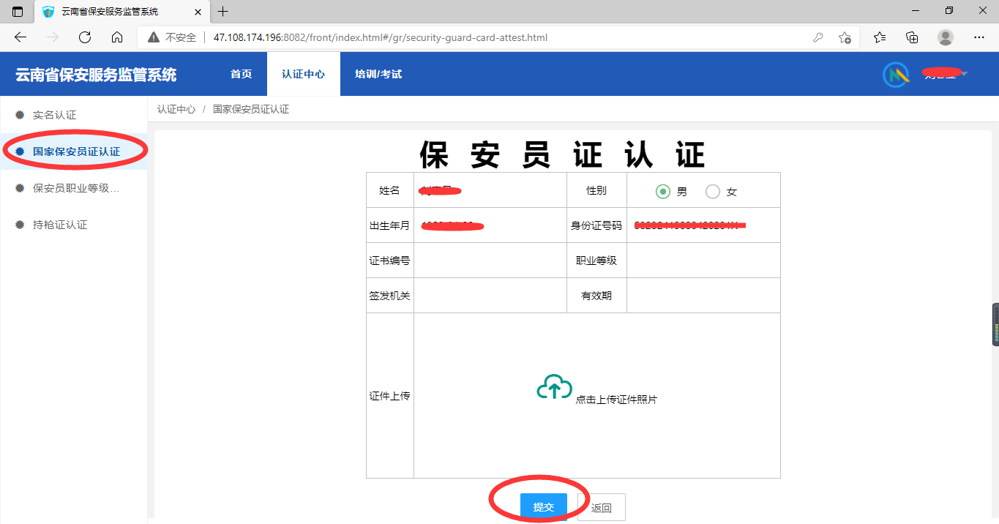 云南省保安服务监管系统
不安全 47.108.174.196:8082/front/index.html#/gr/security-guard-card-attest.html
云南省保安服务监管系统 首页 认证中心 培训/考试
实名认证
国家保安员证认证
保安员职业等级...
持枪证认证
认证中心 / 国家保安员证认证
保安员证认证
姓名 性别 男 女
出生年月 身份证号码
证书编号 职业等级
签发机关 有效期
证件上传 点击上传证件照片
提交 返回